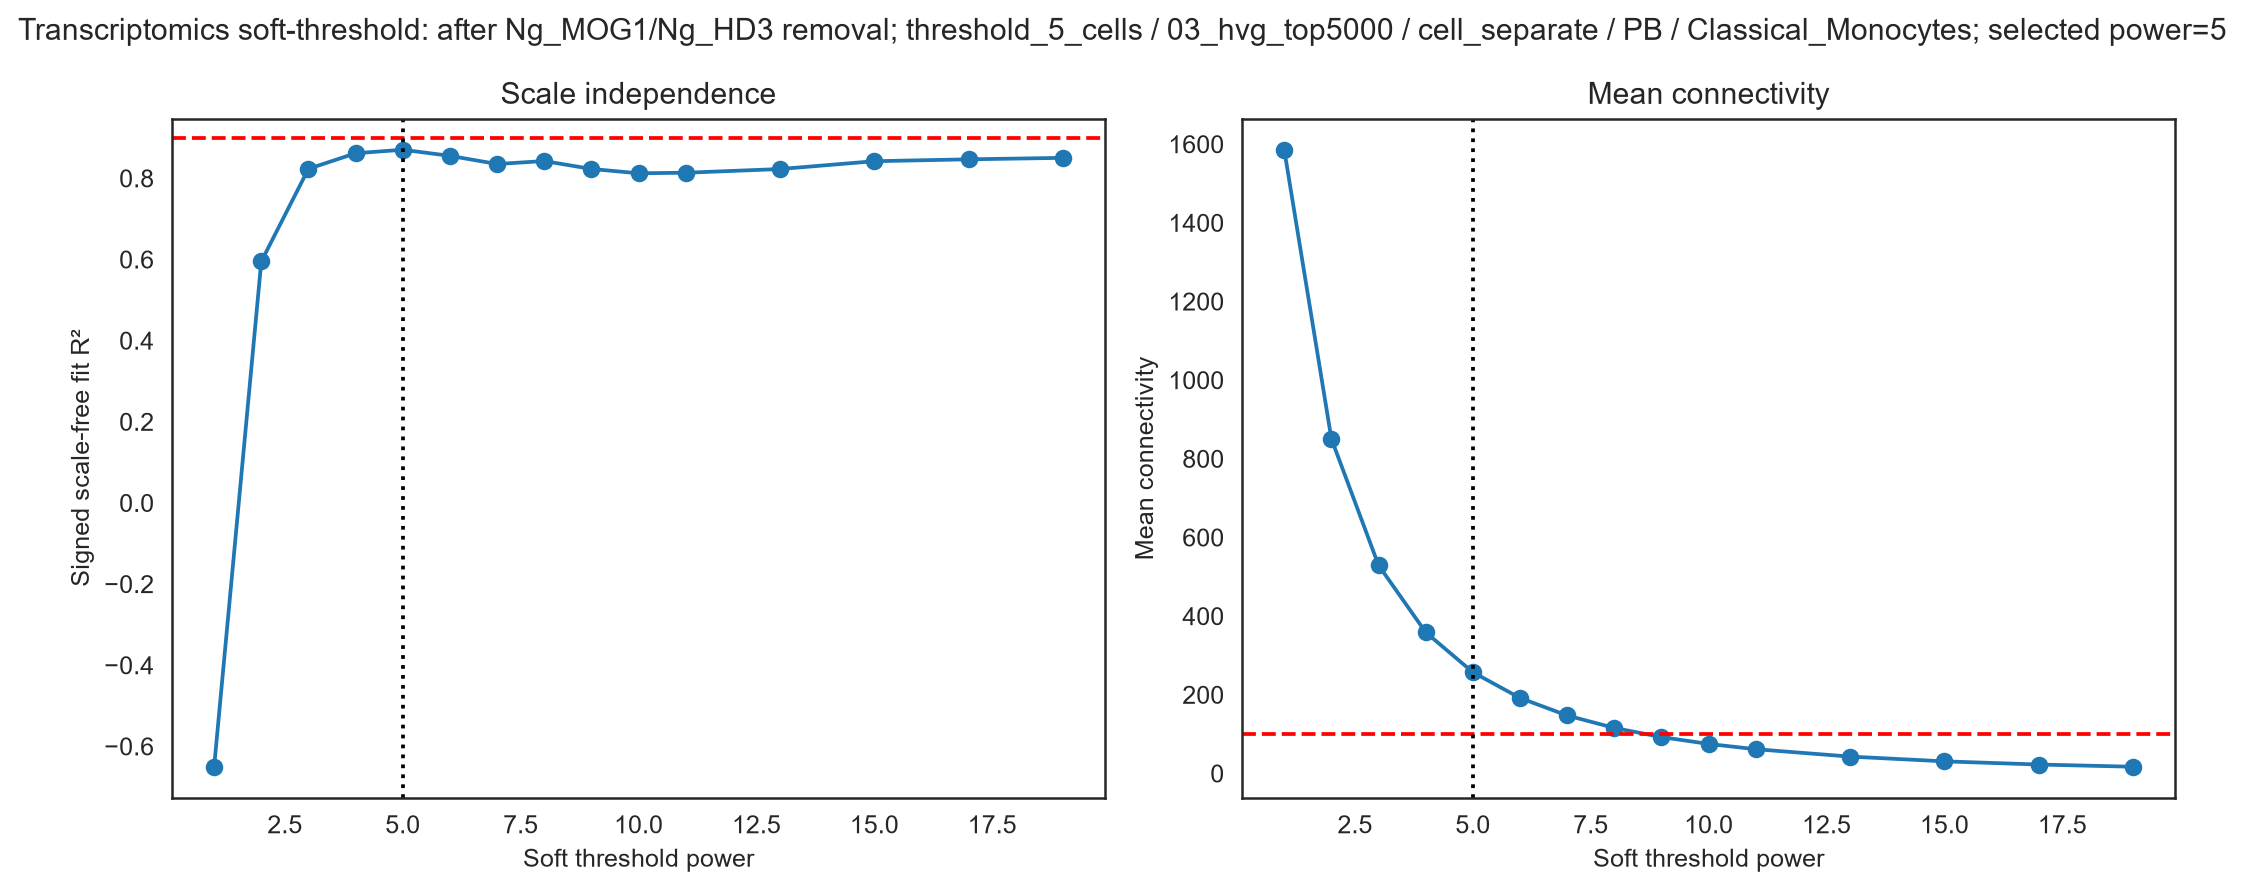 Transcriptomics soft-threshold: after Ng_MOG1/Ng_HD3 removal; threshold_5_cells / 03_hvg_top5000 / cell_separate / PB / Classical_Monocytes; selected power=5
Scale independence
Signed scale-free fit R²
0.8
0.6
0.4
0.2
0.0
−0.2
−0.4
−0.6
2.5 5.0 7.5 10.0 12.5 15.0 17.5
Soft threshold power
Mean connectivity
Mean connectivity
1600
1400
1200
1000
800
600
400
200
0
2.5 5.0 7.5 10.0 12.5 15.0 17.5
Soft threshold power